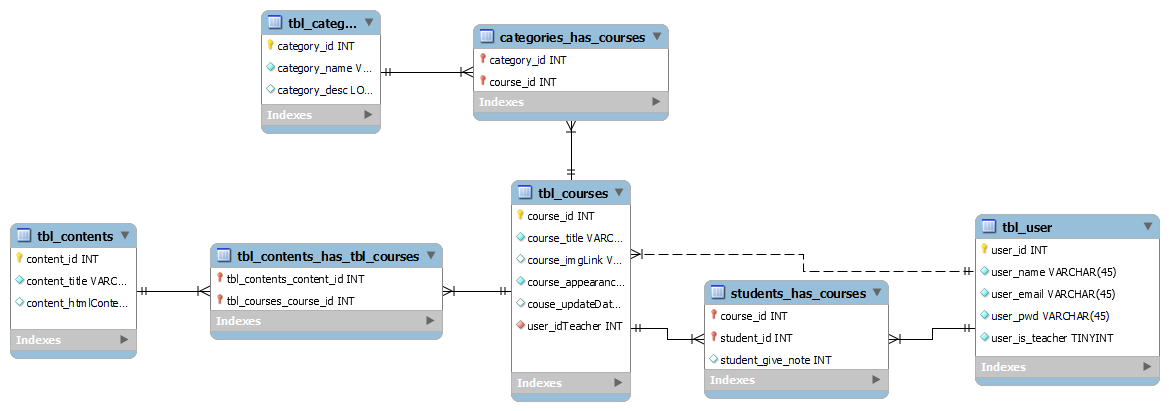 tbl_categ...
category_id INT
category_name V...
category_desc LO...
Indexes
categories_has_courses
category_id INT
course_id INT
Indexes
tbl_courses
course_id INT
course_title VARC...
course_imgLink V...
course_appearanc...
couse_updateDat...
user_idTeacher INT
Indexes
tbl_contents
content_id INT
content_title VARC...
content_htmlConte...
Indexes
tbl_contents_has_tbl_courses
tbl_contents_content_id INT
tbl_courses_course_id INT
Indexes
students_has_courses
course_id INT
student_id INT
student_give_note INT
Indexes
tbl_user
user_id INT
user_name VARCHAR(45)
user_email VARCHAR(45)
user_pwd VARCHAR(45)
user_is_teacher TINYINT
Indexes